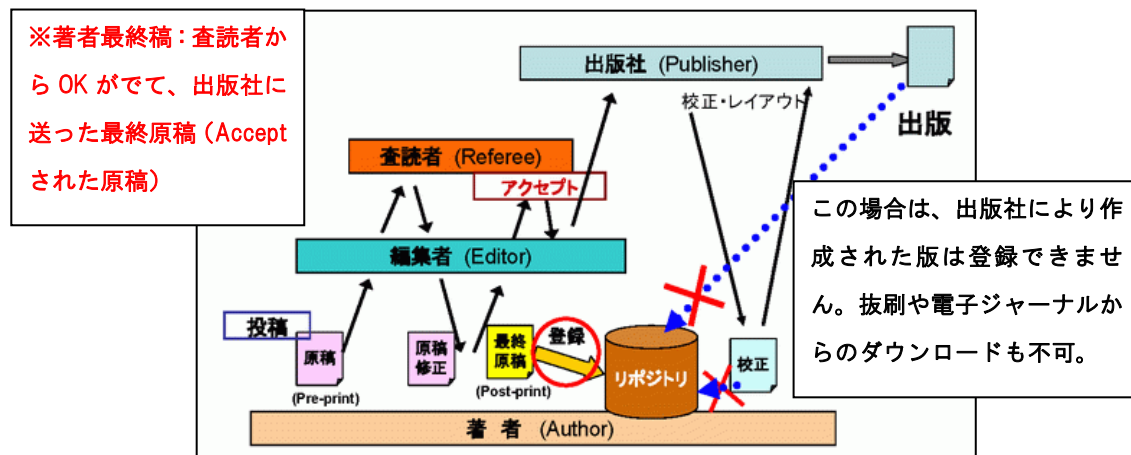 ※著者最終稿：査読者か
ら OK がでて、出版社に
送った最終原稿（Accept
された原稿）
出版社 (Publisher)
校正・レイアウト
出版
査読者 (Referee)
アクセプト
この場合は、出版社により作
成された版は登録できませ
ん。抜刷や電子ジャーナルか
らのダウンロードも不可。
編集者 (Editor)
投稿
原稿
(Pre-print)
原稿
修正
最終
原稿
(Post-print)
登録
リポジトリ
校正
著 者 (Author)